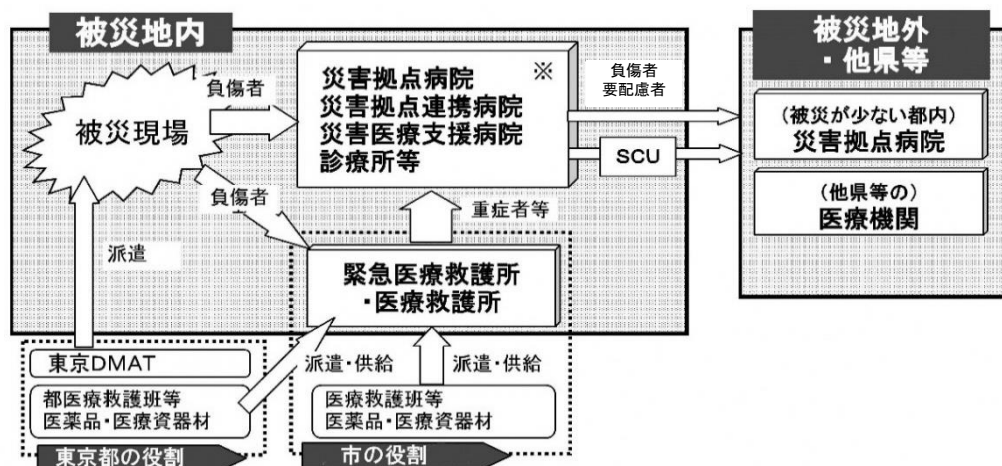 被災地内
被災現場
負傷者
負傷者
派遣
災害拠点病院 ※
災害拠点連携病院
災害医療支援病院
診療所等
重症者等
緊急医療救護所
・医療救護所
負傷者
要配慮者
SCU
被災地外
・他県等
(被災が少ない都内)
災害拠点病院
(他県等の)
医療機関
東京DMAT
都医療救護班等
医薬品・医療資器材
東京都の役割
派遣・供給
派遣・供給
医療救護班等
医薬品・医療資器材
市の役割